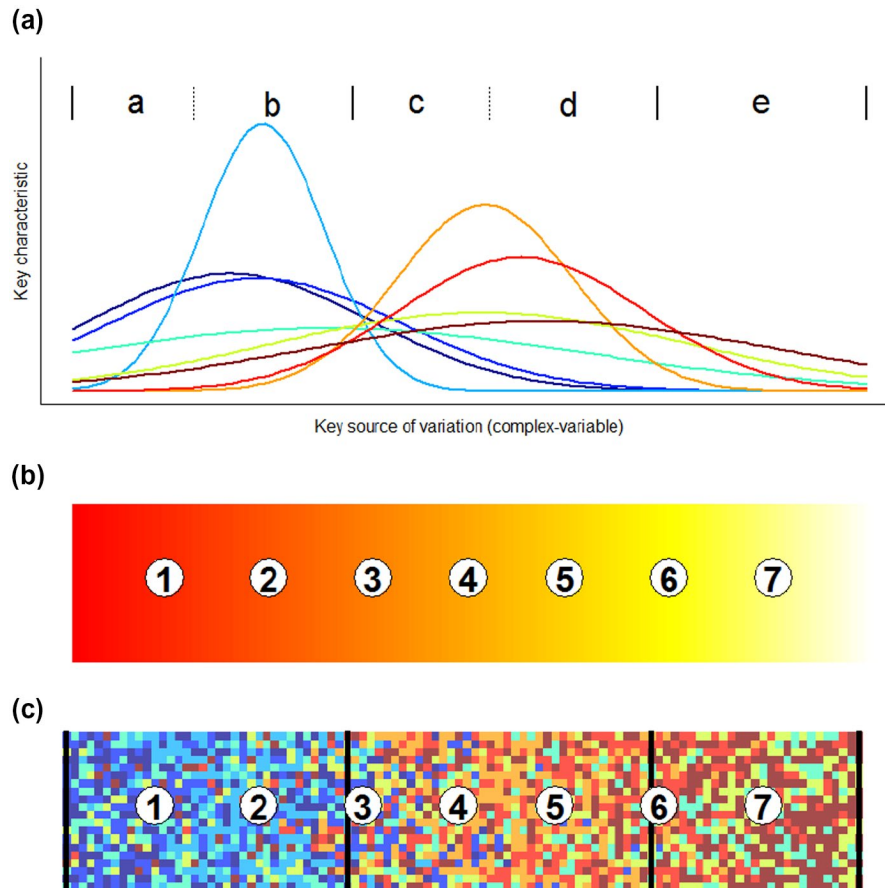 (a)
a b c d e
Key characteristic
Key source of variation (complex-variable)
(b)
1 2 3 4 5 6 7
(c)
1 2 3 4 5 6 7